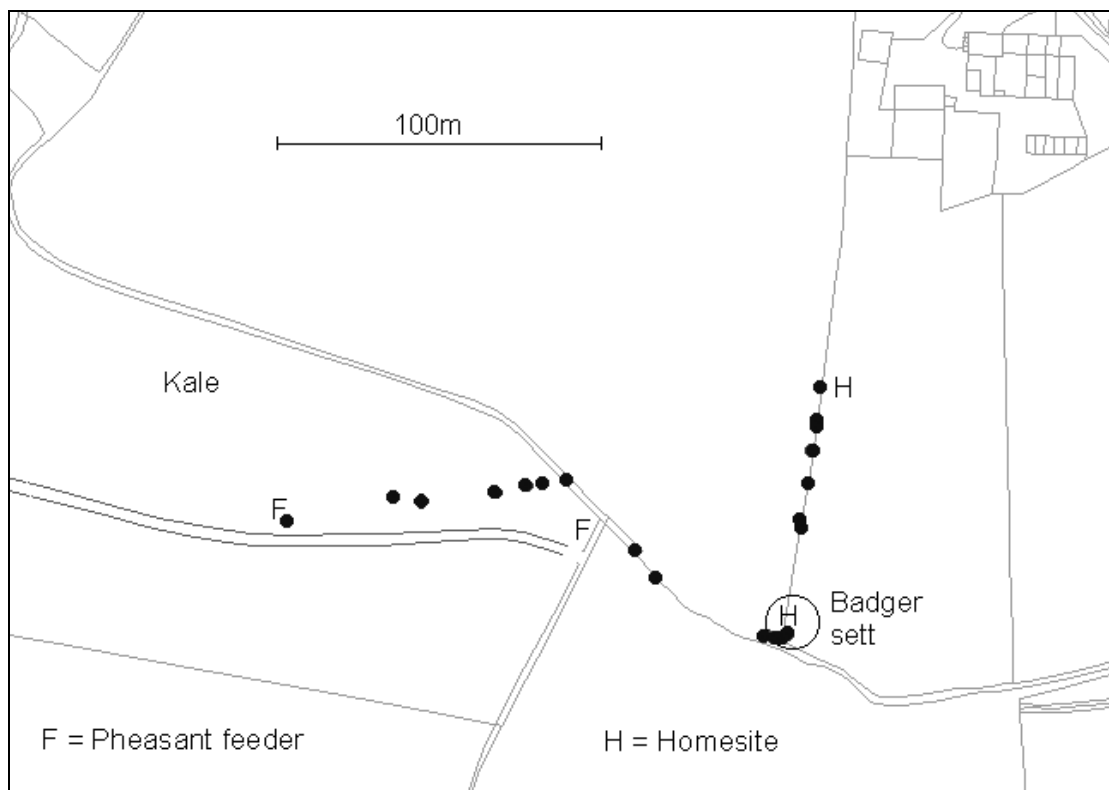 100m
Kale
H
F
F
H
Badger
sett
F = Pheasant feeder
H = Homesite